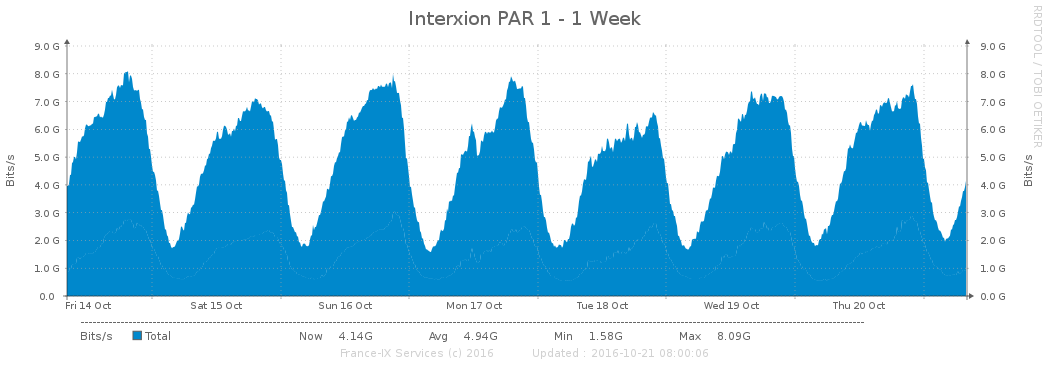 Interxion PAR 1 - 1 Week
RRDTOOL / TOBI OETIKER
Bits/s
9.0 G 9.0 G
8.0 G 8.0 G
7.0 G 7.0 G
6.0 G 6.0 G
5.0 G 5.0 G
4.0 G 4.0 G
3.0 G 3.0 G
2.0 G 2.0 G
1.0 G 1.0 G
0.0 0.0 G
Bits/s
Fri 14 Oct Sat 15 Oct Sun 16 Oct Mon 17 Oct Tue 18 Oct Wed 19 Oct Thu 20 Oct
Bits/s Total Now 4.14G Avg 4.94G Min 1.58G Max 8.09G
France-IX Services (c) 2016 Updated : 2016-10-21 08:00:06